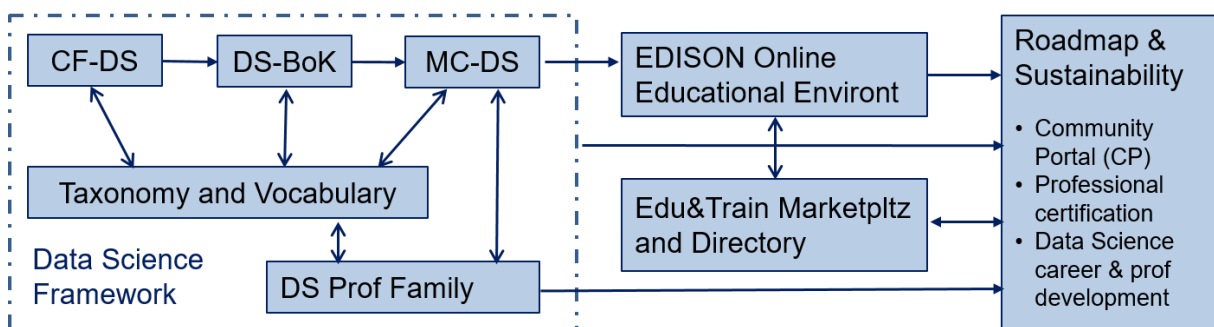 CF-DS
DS-BoK
MC-DS
Taxonomy and Vocabulary
Data Science
Framework
DS Prof Family
EDISON Online
Educational Environt
Edu&Train Marketpltz
and Directory
Roadmap &
Sustainability
• Community
Portal (CP)
• Professional
certification
• Data Science
career & prof
development